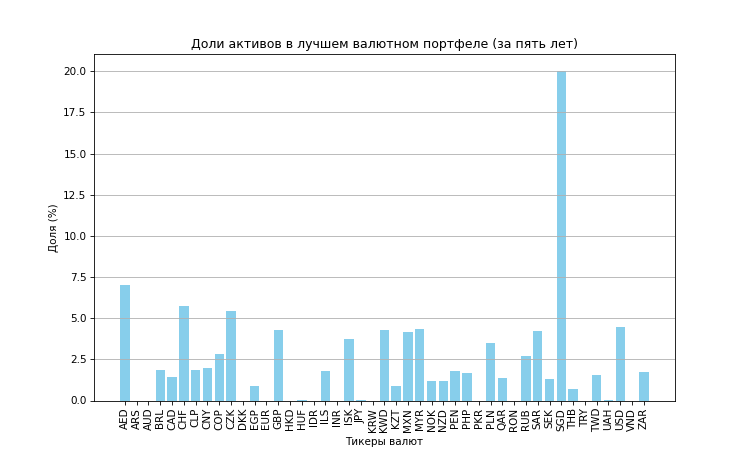 Доли активов в лучшем валютном портфеле (за пять лет)
20.0
17.5
15.0
12.5
10.0
7.5
5.0
2.5
0.0
Доля (%)
AED
ARS
AUD
BRL
CAD
CHF
CLP
CNY
COP
CZK
DKK
EGP
EUR
GBP
HKD
HUF
IDR
ILS
INR
ISK
JPY
KRW
KWD
KZT
MXN
MYR
NOK
NZD
PEN
PHP
PKR
PLN
QAR
RON
RUB
SAR
SEK
SGD
THB
TRY
TWD
UAH
USD
VND
ZAR
Тикеры валют